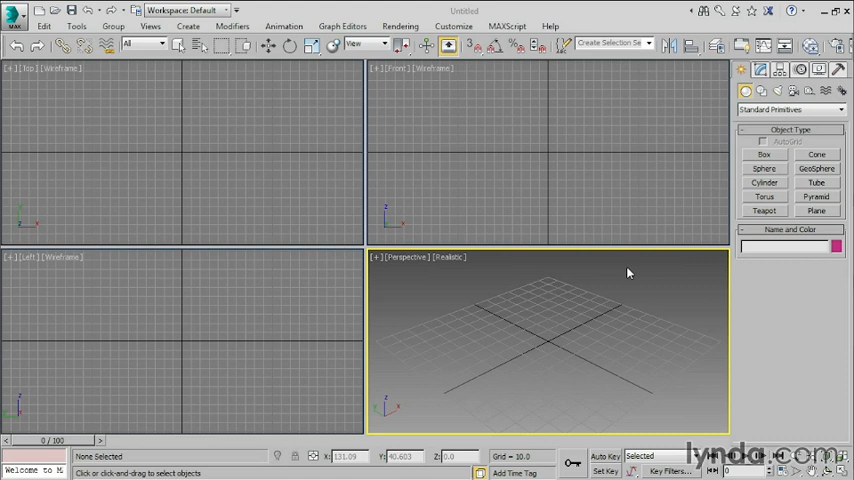 Workspace: Default
Untitled
MAX
Edit Tools Group Views Create Modifiers Animation Graph Editors Rendering Customize MAXScript Help
All View Create Selection Se
[+][Top][Wireframe]
[+][Front][Wireframe]
Standard Primitives
Object Type
AutoGrid
Box Cone
Sphere GeoSphere
Cylinder Tube
Torus Pyramid
Teapot Plane
Name and Color
[+][Left][Wireframe]
[+][Perspective][Realistic]
0 / 100
None Selected X: 131.09 Y: 40.603 Z: 0.0 Grid = 10.0 Auto Key Selected
Welcome to M Click or click-and-drag to select objects Add Time Tag Set Key Key Filters... 0
lynda.com